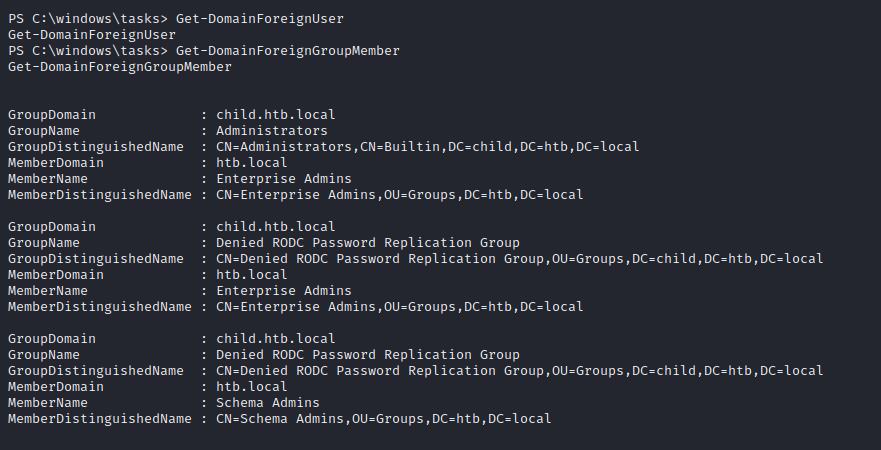 PS C:\windows\tasks> Get-DomainForeignUser
Get-DomainForeignUser
PS C:\windows\tasks> Get-DomainForeignGroupMember
Get-DomainForeignGroupMember
GroupDomain             : child.htb.local
GroupName               : Administrators
GroupDistinguishedName  : CN=Administrators,CN=Builtin,DC=child,DC=htb,DC=local
MemberDomain            : htb.local
MemberName              : Enterprise Admins
MemberDistinguishedName : CN=Enterprise Admins,OU=Groups,DC=htb,DC=local
GroupDomain             : child.htb.local
GroupName               : Denied RODC Password Replication Group
GroupDistinguishedName  : CN=Denied RODC Password Replication Group,OU=Groups,DC=child,DC=htb,DC=local
MemberDomain            : htb.local
MemberName              : Enterprise Admins
MemberDistinguishedName : CN=Enterprise Admins,OU=Groups,DC=htb,DC=local
GroupDomain             : child.htb.local
GroupName               : Denied RODC Password Replication Group
GroupDistinguishedName  : CN=Denied RODC Password Replication Group,OU=Groups,DC=child,DC=htb,DC=local
MemberDomain            : htb.local
MemberName              : Schema Admins
MemberDistinguishedName : CN=Schema Admins,OU=Groups,DC=htb,DC=local